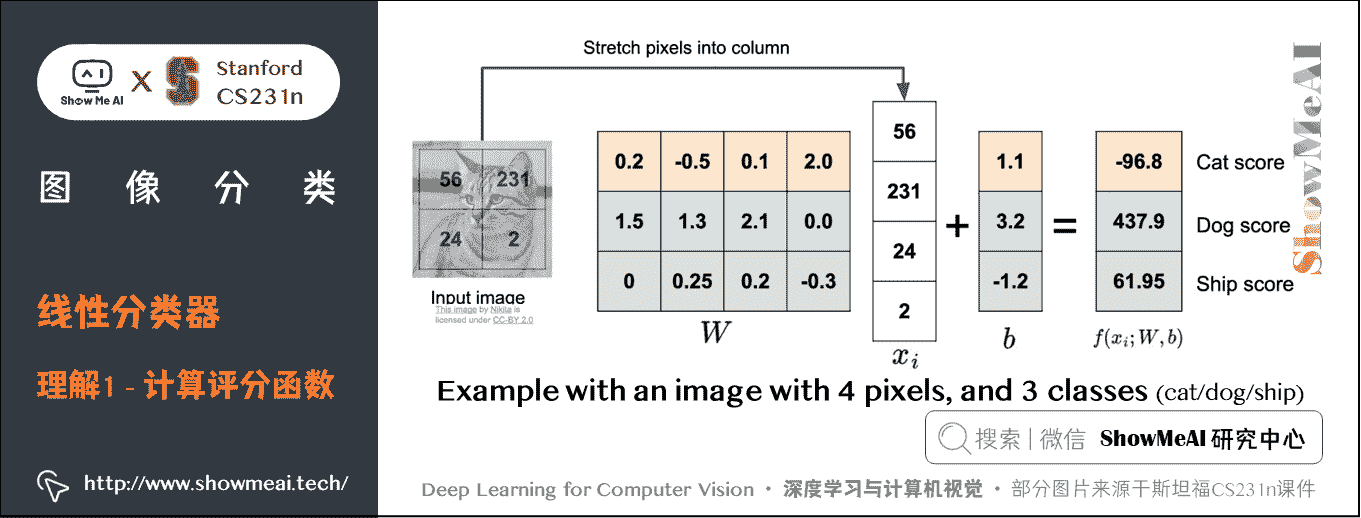 Show Me AI
X
Stanford
CS231n
图像分类
线性分类器
理解1 - 计算评分函数
http://www.showmeai.tech/
Stretch pixels into column
56 231
24 2
Input image
This image by Nikita is
licensed under CC-BY 2.0
0.2 -0.5 0.1 2.0
1.5 1.3 2.1 0.0
0 0.25 0.2 -0.3
W
56
231
24
2
xᵢ
+
1.1
3.2
-1.2
b
=
-96.8 Cat score
437.9 Dog score
61.95 Ship score
f(xᵢ; W, b)
ShowMeAI
Example with an image with 4 pixels, and 3 classes (cat/dog/ship)
搜索 | 微信 ShowMeAI 研究中心
Deep Learning for Computer Vision · 深度学习与计算机视觉 · 部分图片来源于斯坦福CS231n课件